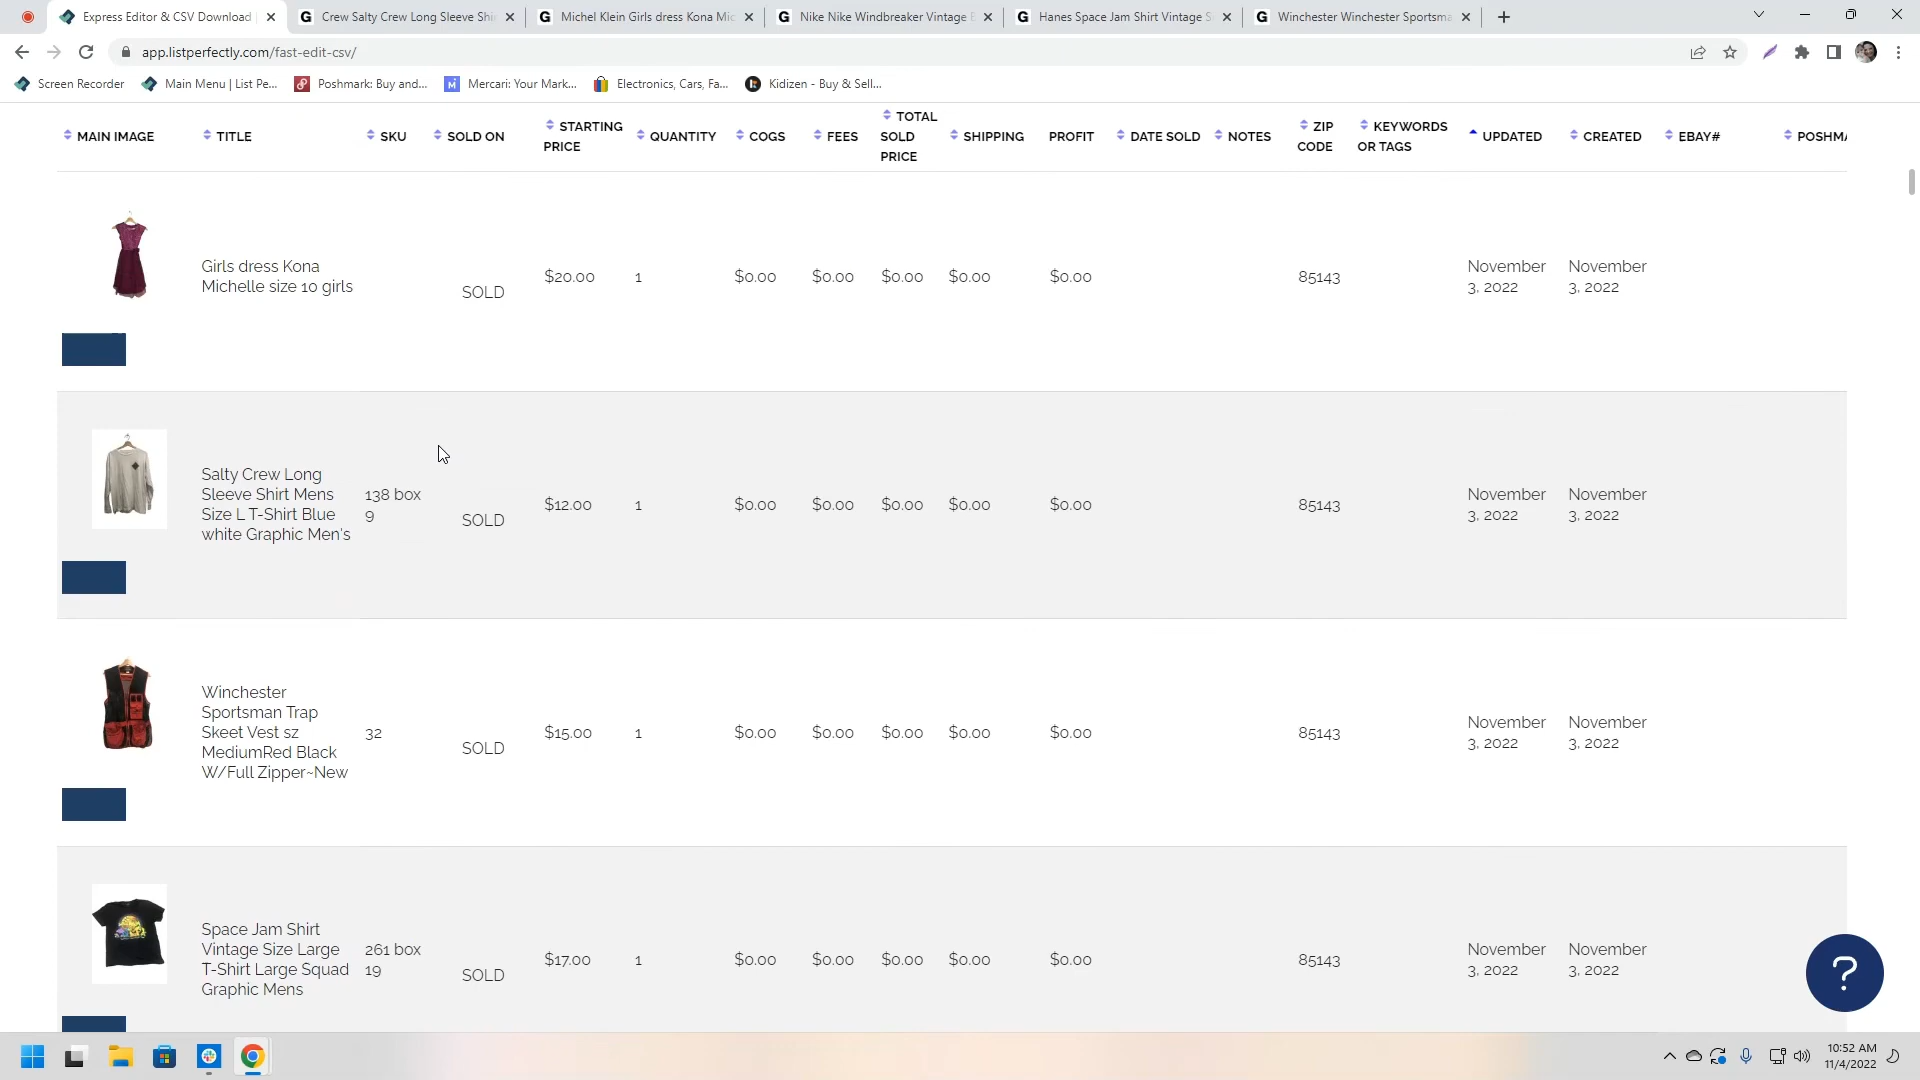 Express Editor & CSV Download
Crew Salty Crew Long Sleeve Shi
Michel Klein Girls dress Kona Mic
Nike Nike Windbreaker Vintage
Hanes Space Jam Shirt Vintage S
Winchester Winchester Sportsma
app.listperfectly.com/fast-edit-csv/
Screen Recorder
Main Menu | List Pe...
Poshmark: Buy and...
Mercari: Your Mark...
Electronics, Cars, Fa...
Kidizen - Buy & Sell...
MAIN IMAGE
TITLE
SKU
SOLD ON
STARTING
PRICE
QUANTITY
COGS
FEES
TOTAL
SOLD
PRICE
SHIPPING
PROFIT
DATE SOLD
NOTES
ZIP
CODE
KEYWORDS
OR TAGS
UPDATED
CREATED
EBAY#
POSHMA
Girls dress Kona
Michelle size 10 girls
SOLD
$20.00
1
$0.00
$0.00
$0.00
$0.00
$0.00
85143
November
3, 2022
November
3, 2022
Salty Crew Long
Sleeve Shirt Mens
Size L T-Shirt Blue
white Graphic Men's
138 box
9
SOLD
$12.00
1
$0.00
$0.00
$0.00
$0.00
$0.00
85143
November
3, 2022
November
3, 2022
Winchester
Sportsman Trap
Skeet Vest sz
MediumRed Black
W/Full Zipper~New
32
SOLD
$15.00
1
$0.00
$0.00
$0.00
$0.00
$0.00
85143
November
3, 2022
November
3, 2022
Space Jam Shirt
Vintage Size Large
T-Shirt Large Squad
Graphic Mens
261 box
19
SOLD
$17.00
1
$0.00
$0.00
$0.00
$0.00
$0.00
85143
November
3, 2022
November
3, 2022
?
10:52 AM
11/4/2022